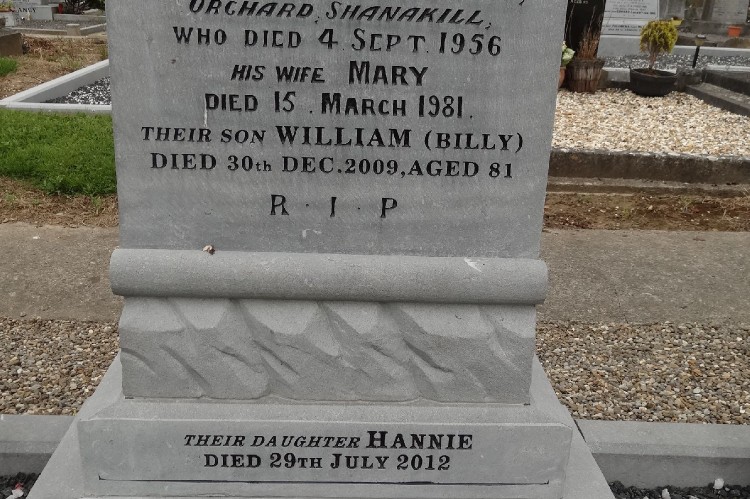 ORCHARD, SHANAKILL,
WHO DIED 4 SEPT. 1956
HIS WIFE MARY
DIED 15 . MARCH 1981.
THEIR SON WILLIAM (BILLY)
DIED 30th DEC.2009,AGED 81
R · I · P
THEIR DAUGHTER HANNIE
DIED 29TH JULY 2012